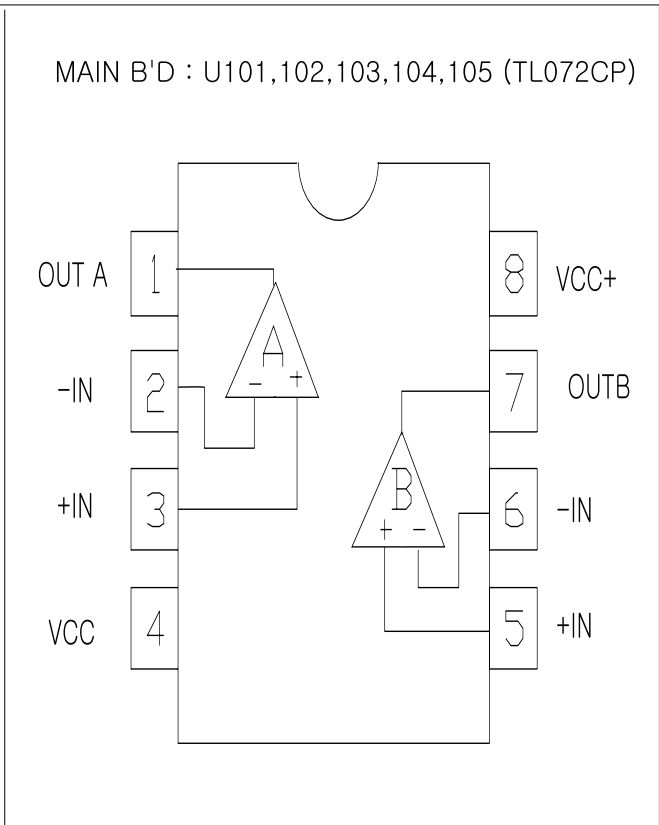 MAIN B'D : U101,102,103,104,105 (TL072CP)
OUT A 1
8 VCC+
A
- +
-IN 2
7 OUTB
B
+ -
+IN 3
6 -IN
VCC 4
5 +IN